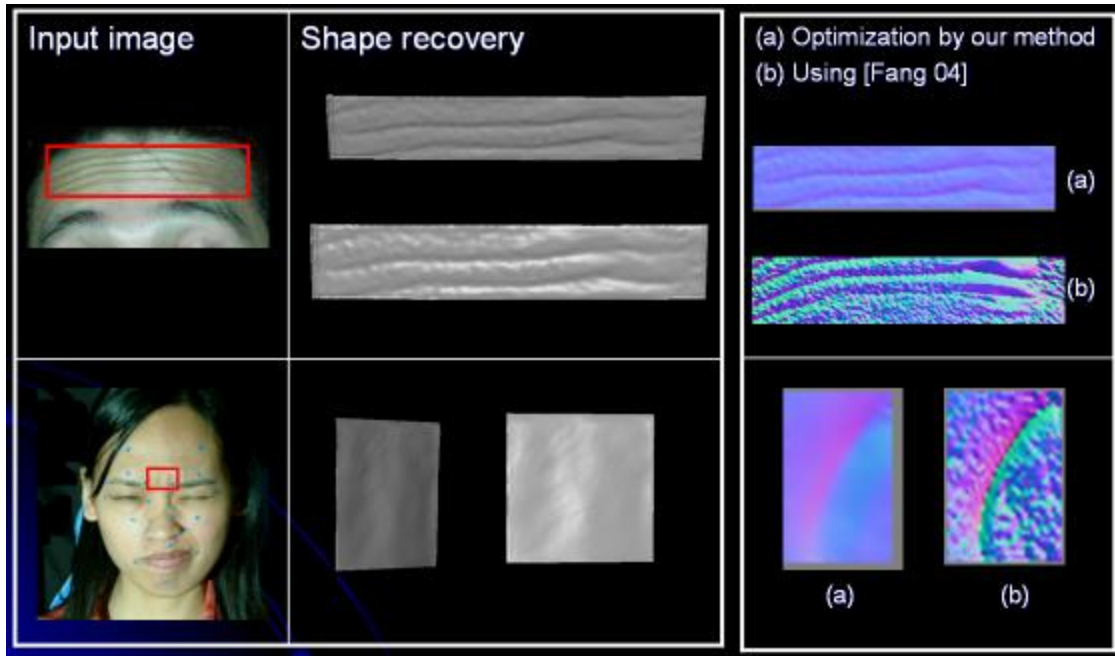 Input image
Shape recovery
(a) Optimization by our method
(b) Using [Fang 04]
(a)
(b)
(a)
(b)